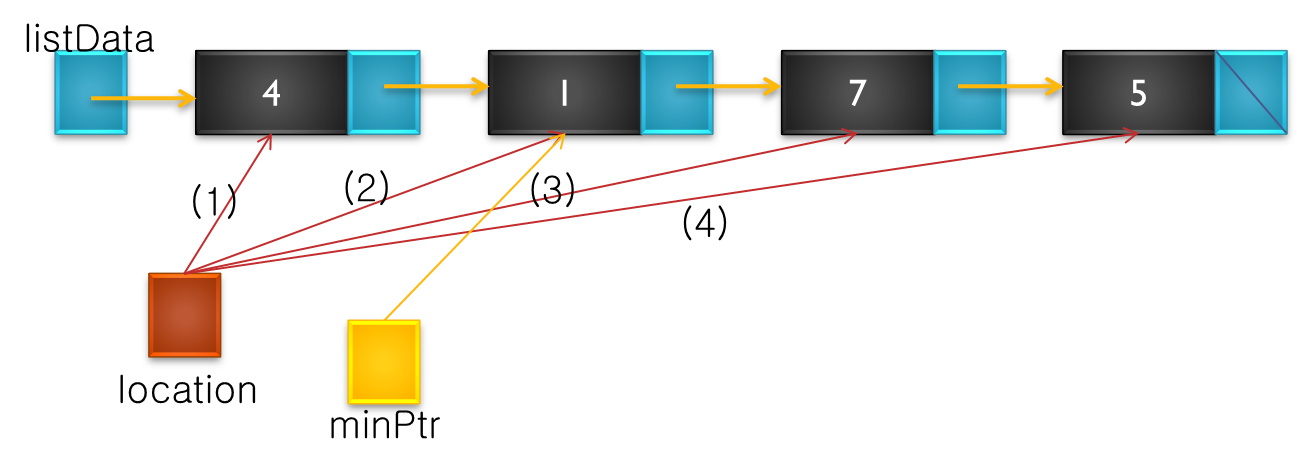 listData
4 1 7 5
(1) (2) (3) (4)
location
minPtr